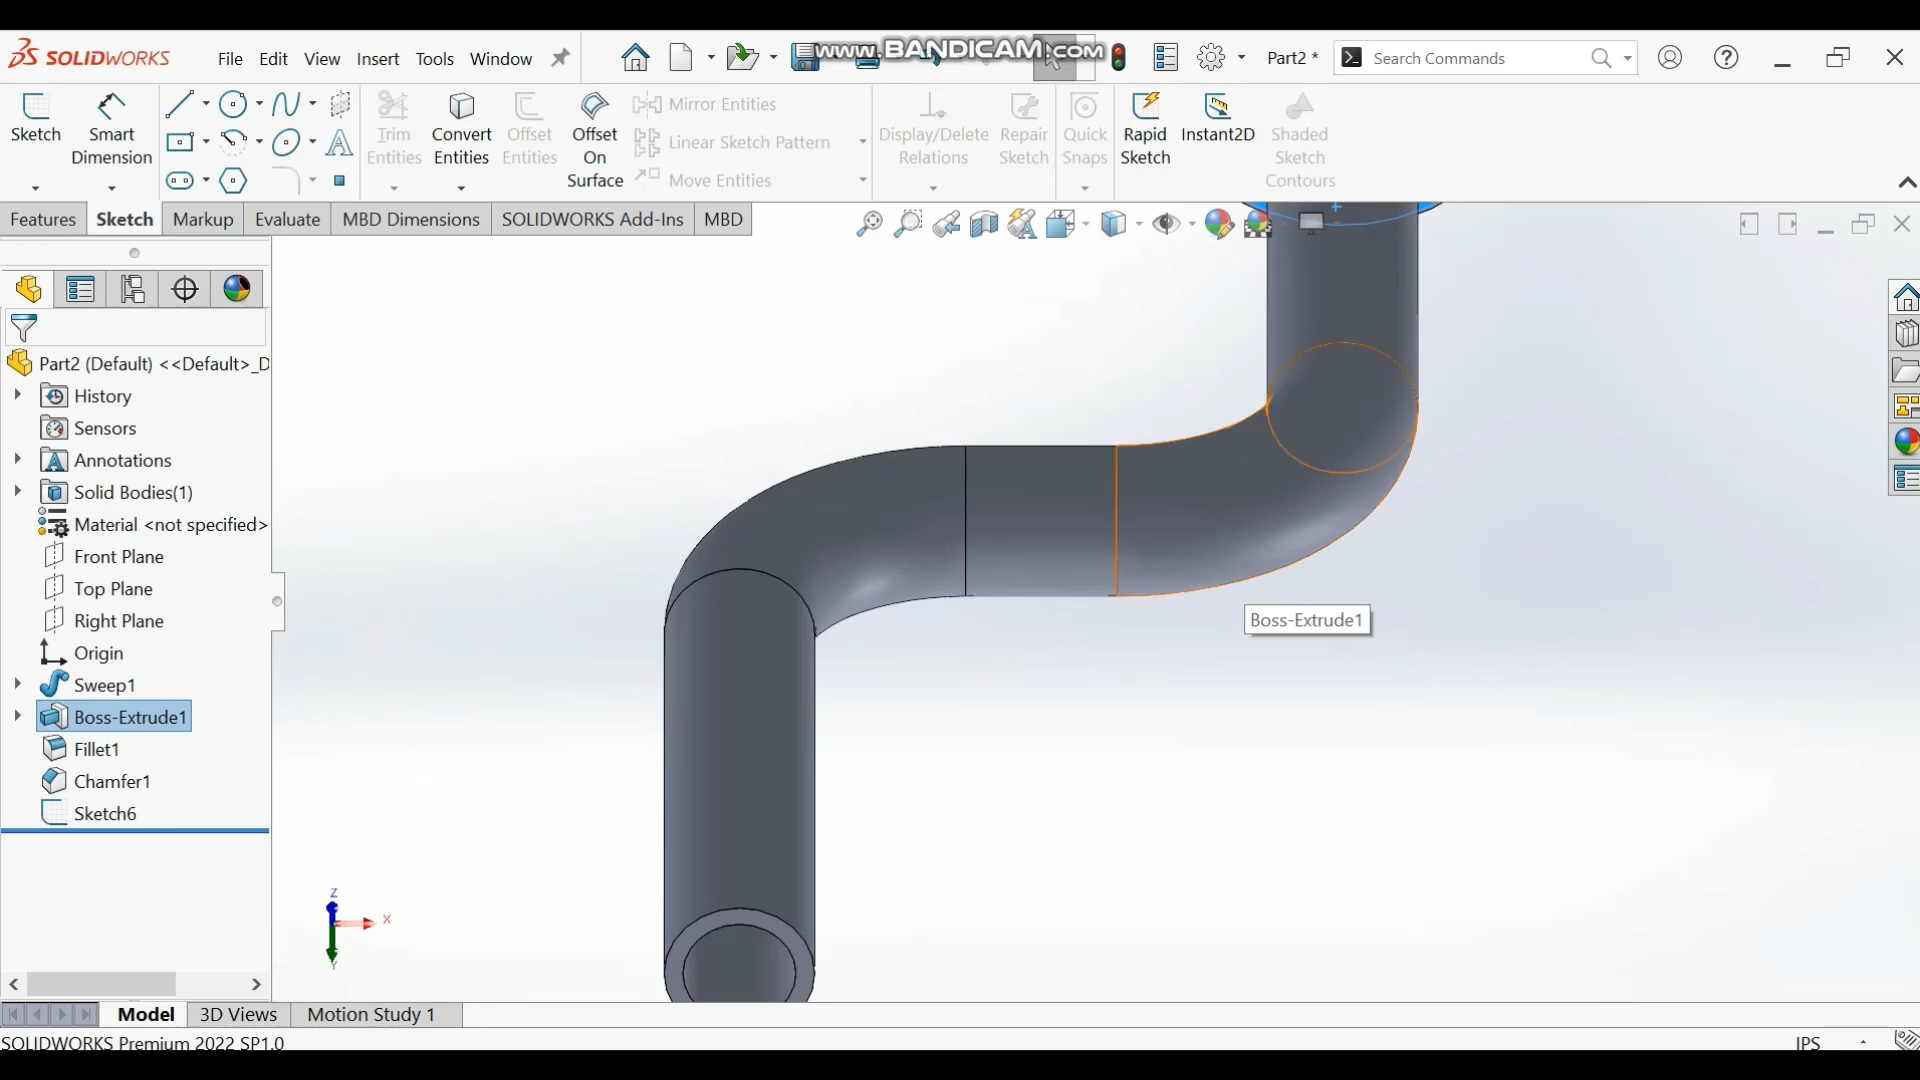 SOLIDWORKS File Edit View Insert Tools Window www.BANDICAM.com Part2 * Search Commands
Sketch Smart Dimension Trim Entities Convert Entities Offset Entities Offset On Surface Mirror Entities
Linear Sketch Pattern
Move Entities
Display/Delete Relations Repair Sketch Quick Snaps Rapid Sketch Instant2D Shaded Sketch Contours
Features Sketch Markup Evaluate MBD Dimensions SOLIDWORKS Add-Ins MBD
Part2 (Default) <<Default>_D
History
Sensors
Annotations
Solid Bodies(1)
Material <not specified>
Front Plane
Top Plane
Right Plane
Origin
Sweep1
Boss-Extrude1
Fillet1
Chamfer1
Sketch6
Boss-Extrude1
Z
X
Y
Model 3D Views Motion Study 1
SOLIDWORKS Premium 2022 SP1.0 IPS